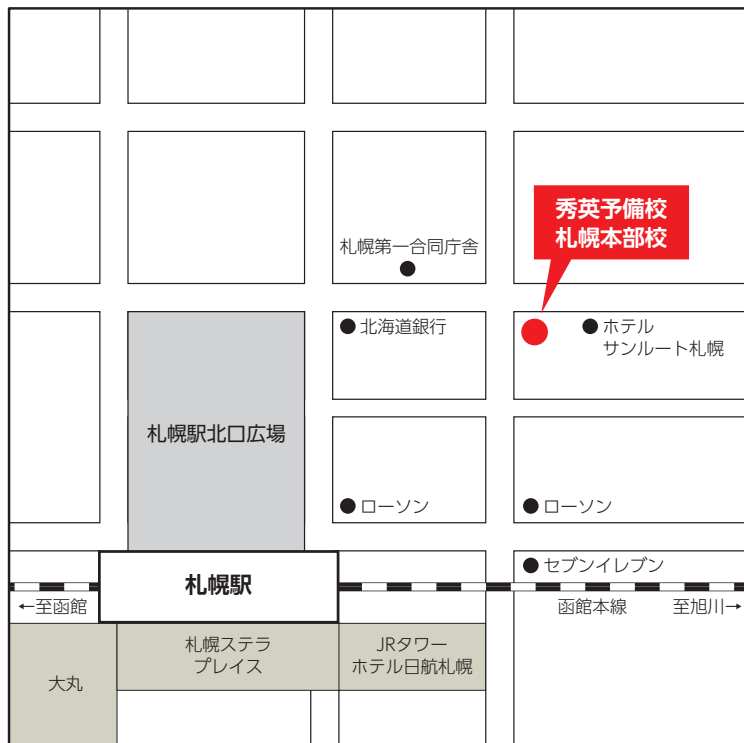 秀英予備校
札幌本部校
札幌第一合同庁舎
北海道銀行
ホテル
サンルート札幌
札幌駅北口広場
ローソン
ローソン
セブンイレブン
札幌駅
←至函館
函館本線
至旭川→
札幌ステラ
プレイス
JRタワー
ホテル日航札幌
大丸